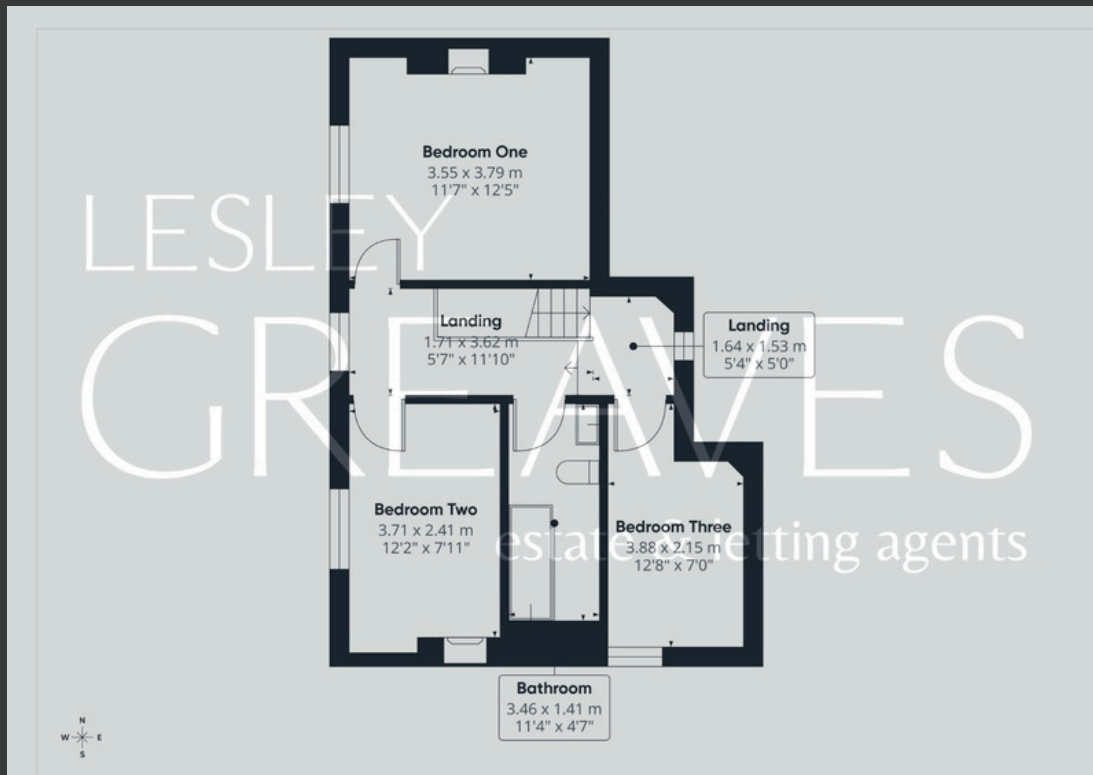 Bedroom One
3.55 x 3.79 m
11'7" x 12'5"
LESLEY
GREAVES
estate & letting agents
Landing
1.71 x 3.62 m
5'7" x 11'10"
Landing
1.64 x 1.53 m
5'4" x 5'0"
Bedroom Two
3.71 x 2.41 m
12'2" x 7'11"
Bedroom Three
3.88 x 2.15 m
12'8" x 7'0"
Bathroom
3.46 x 1.41 m
11'4" x 4'7"
N
W E
S